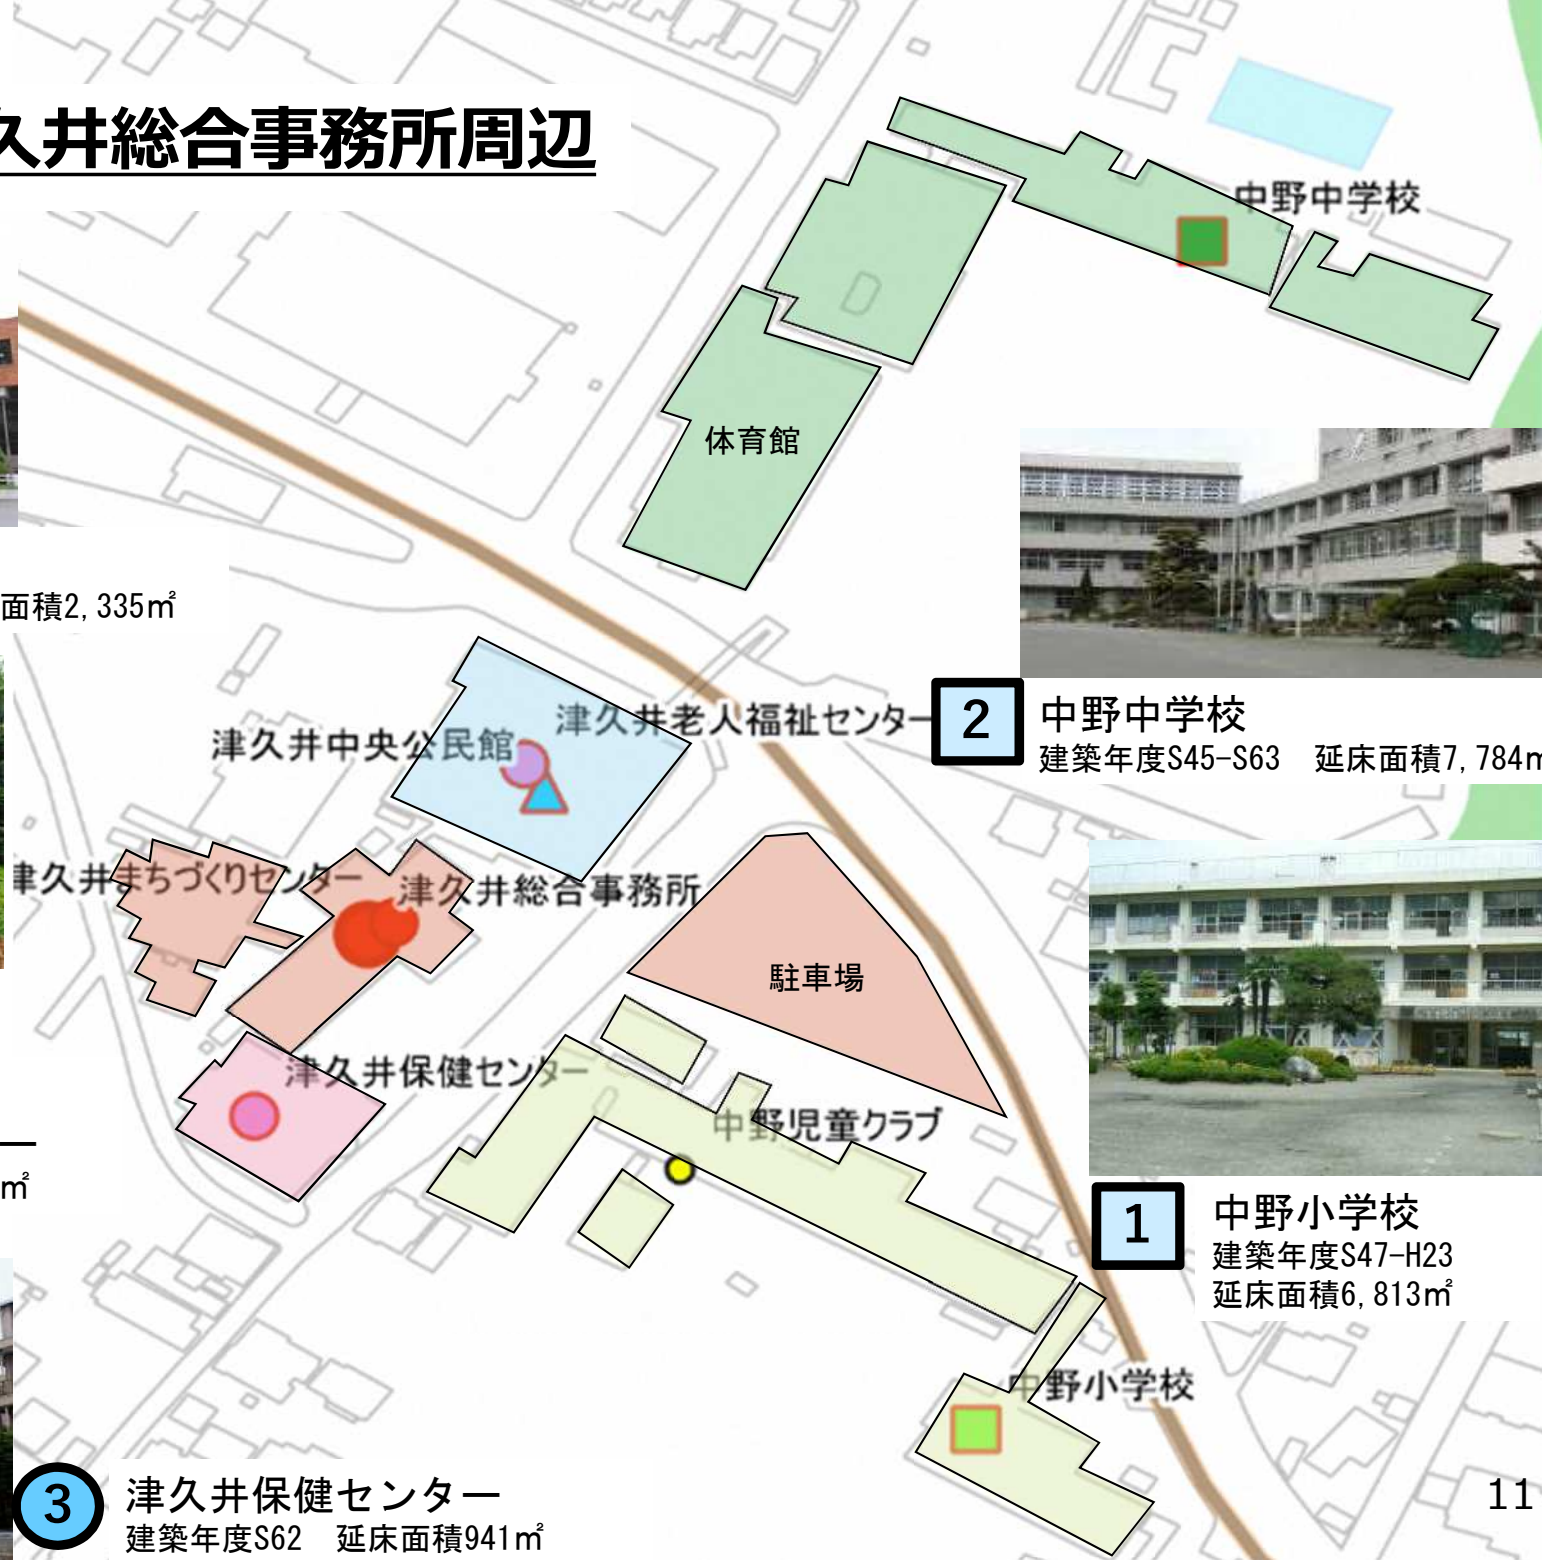 久井総合事務所周辺
中野中学校
体育館
面積2,335㎡
津久井老人福祉センター
津久井中央公民館
2
中野中学校
建築年度S45-S63 延床面積7,784㎡
津久井まちづくりセンター
津久井総合事務所
駐車場
津久井保健センター
中野児童クラブ
ー
㎡
1
中野小学校
建築年度S47-H23
延床面積6,813㎡
中野小学校
3
津久井保健センター
建築年度S62 延床面積941㎡
11